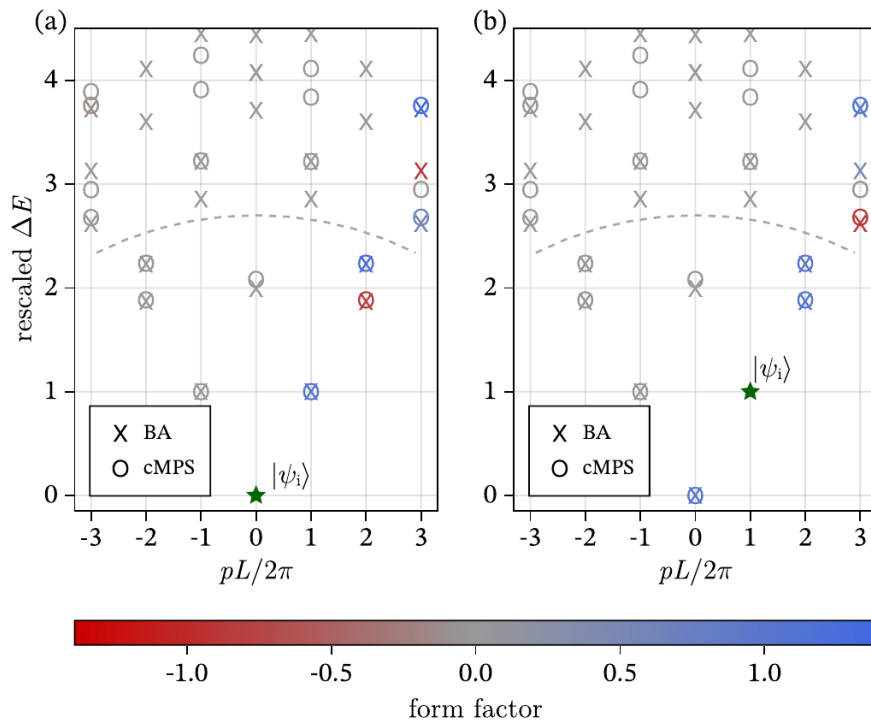 (a)
(b)
rescaled ΔE
4
3
2
1
0
|ψᵢ⟩
|ψᵢ⟩
X BA
O cMPS
X BA
O cMPS
-3 -2 -1 0 1 2 3
-3 -2 -1 0 1 2 3
pL/2π
pL/2π
-1.0 -0.5 0.0 0.5 1.0
form factor